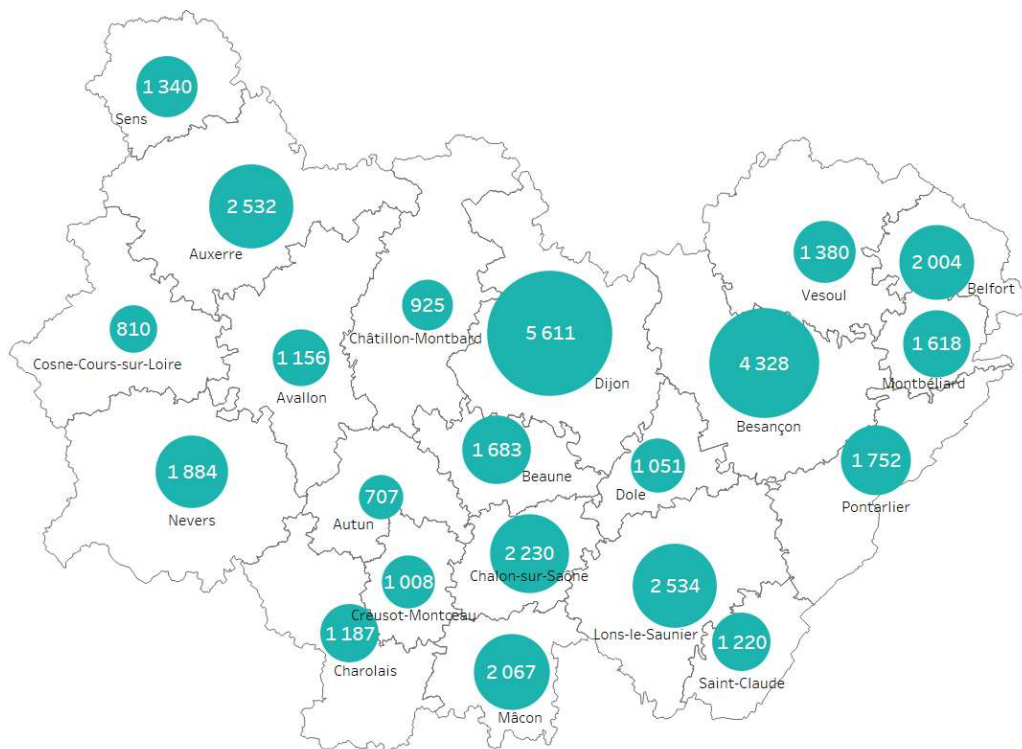 1 340
Sens
2 532
Auxerre
1 380
Vesoul
2 004
Belfort
925
Châtillon-Montbard
810
Cosne-Cours-sur-Loire
1 156
Avallon
5 611
Dijon
4 328
Besançon
1 618
Montbéliard
1 884
Nevers
707
Autun
1 683
Beaune
1 051
Dole
1 752
Pontarlier
1 008
Creusot-Montceau
2 230
Chalon-sur-Saône
2 534
Lons-le-Saunier
1 187
Charolais
2 067
Mâcon
1 220
Saint-Claude